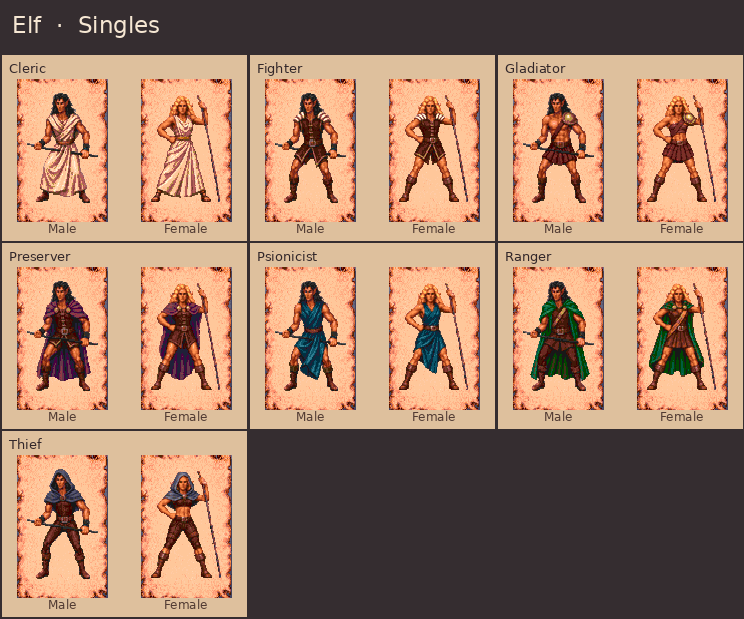 Elf · Singles
Cleric
Male
Female
Fighter
Male
Female
Gladiator
Male
Female
Preserver
Male
Female
Psionicist
Male
Female
Ranger
Male
Female
Thief
Male
Female